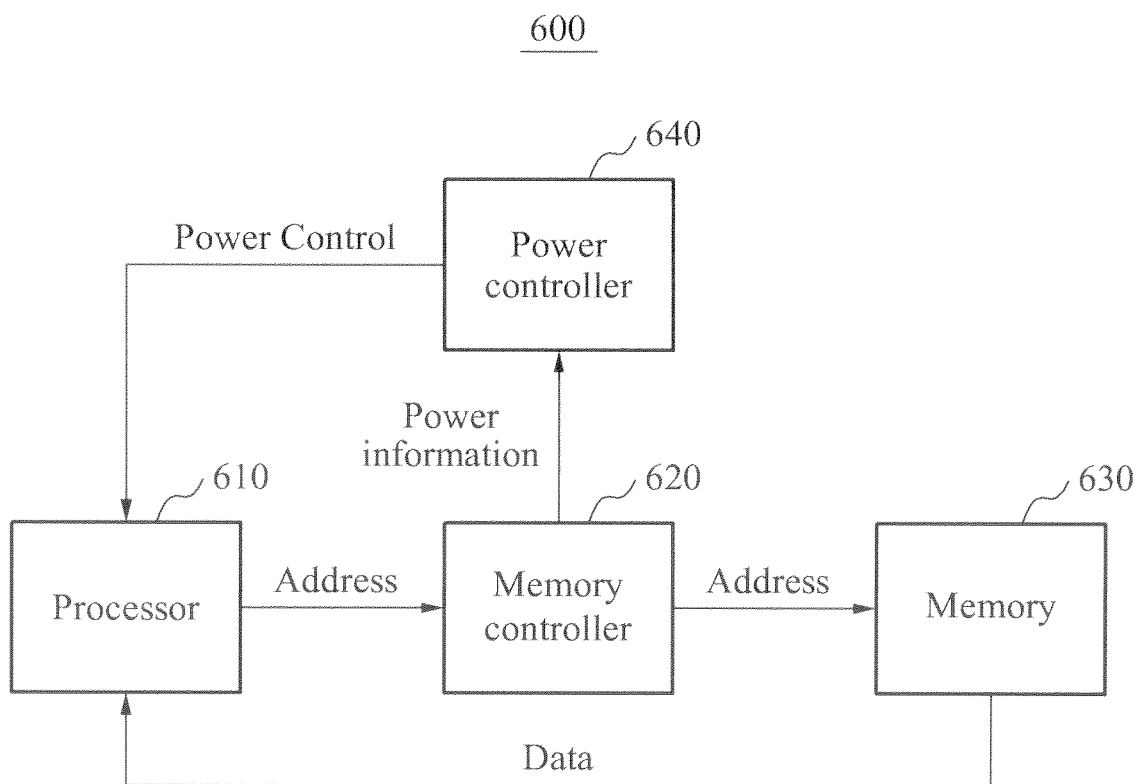 600
640
Power Control
Power
controller
Power
information
610
620
630
Processor
Address
Memory
controller
Address
Memory
Data